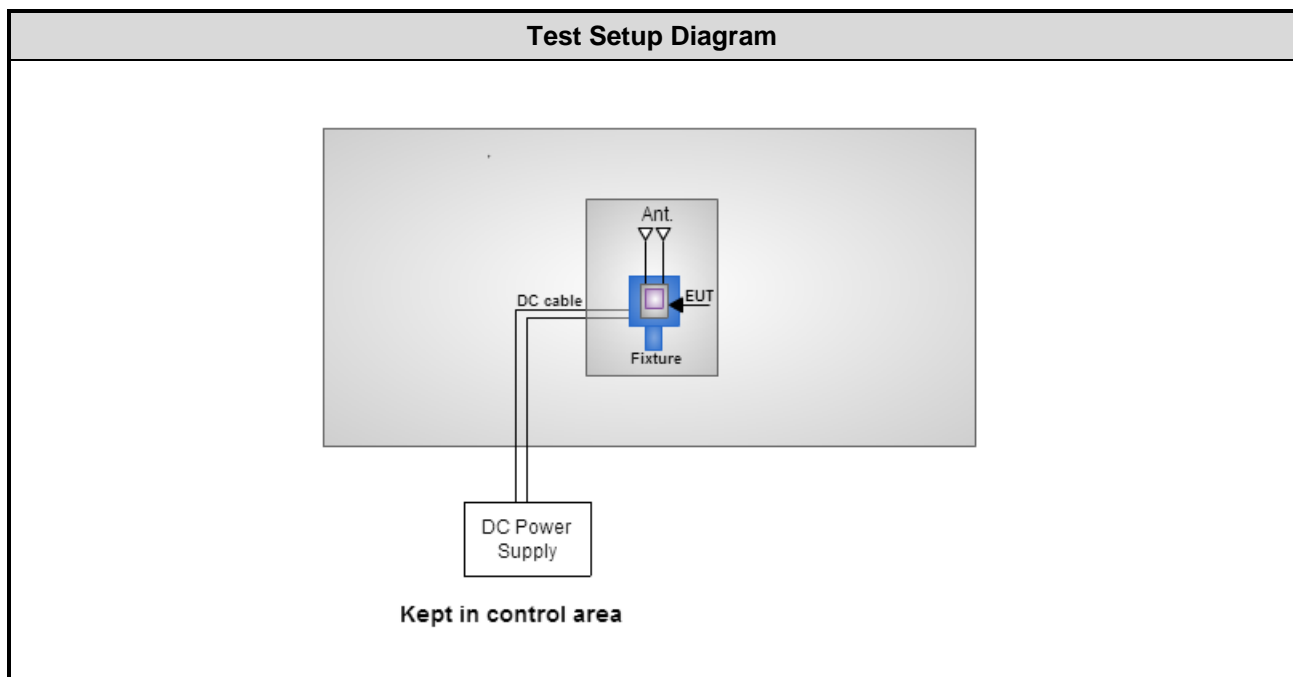 Test Setup Diagram
Ant.
DC cable
EUT
Fixture
DC Power
Supply
Kept in control area